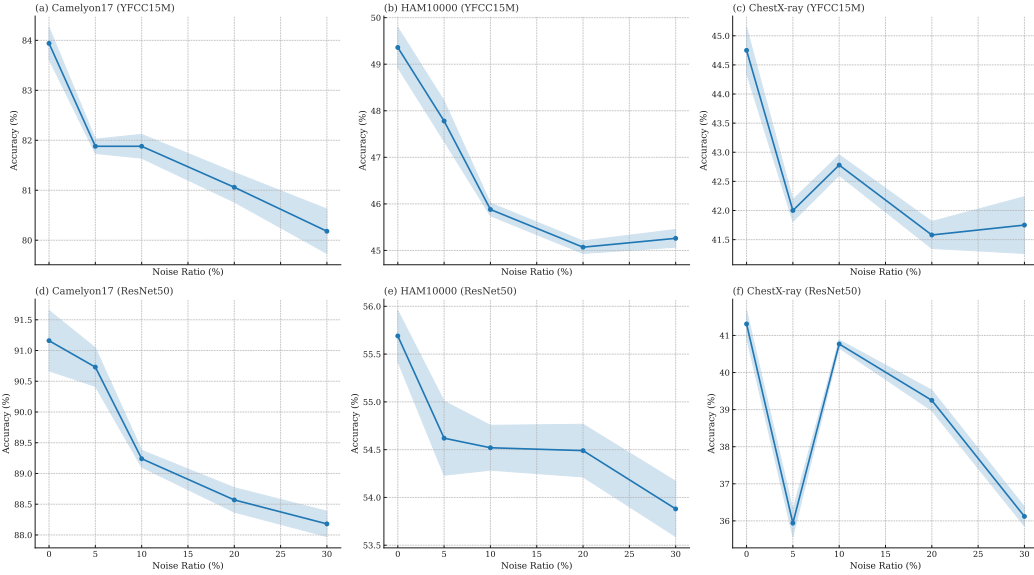 (a) Camelyon17 (YFCC15M)
84
83
82
81
80
Accuracy (%)
Noise Ratio (%)
(b) HAM10000 (YFCC15M)
50
49
48
47
46
45
Accuracy (%)
Noise Ratio (%)
(c) ChestX-ray (YFCC15M)
45.0
44.5
44.0
43.5
43.0
42.5
42.0
41.5
Accuracy (%)
Noise Ratio (%)
(d) Camelyon17 (ResNet50)
91.5
91.0
90.5
90.0
89.5
89.0
88.5
88.0
Accuracy (%)
0 5 10 15 20 25 30
Noise Ratio (%)
(e) HAM10000 (ResNet50)
56.0
55.5
55.0
54.5
54.0
53.5
Accuracy (%)
0 5 10 15 20 25 30
Noise Ratio (%)
(f) ChestX-ray (ResNet50)
41
40
39
38
37
36
Accuracy (%)
0 5 10 15 20 25 30
Noise Ratio (%)